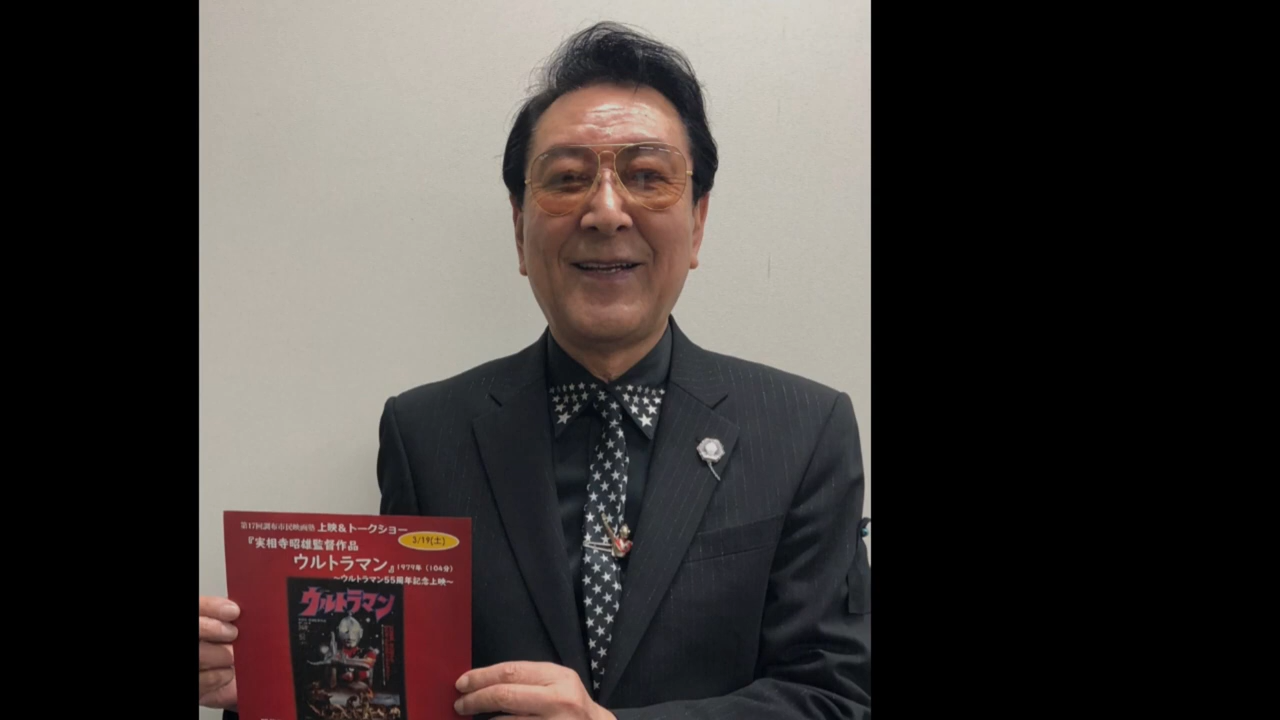 第17回調布市民映画塾 上映&トークショー
3/19(土)
『実相寺昭雄監督作品
ウルトラマン』1979年（104分）
～ウルトラマン55周年記念上映～
ウルトラマン